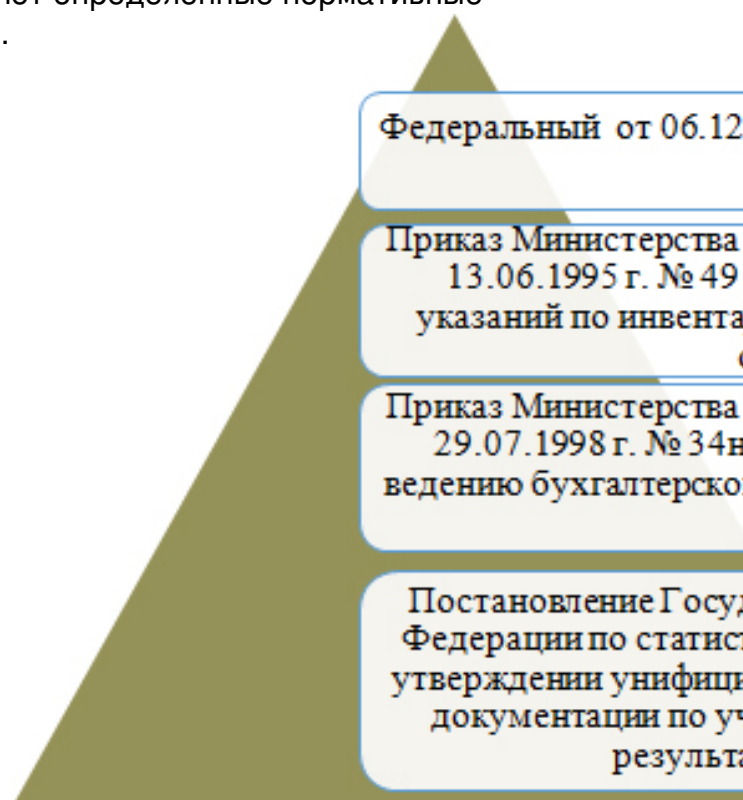 определенные нормативные
.
Федеральный от 06.12
Приказ Министерства
13.06.1995 г. № 49
указаний по инвента
Приказ Министерства
29.07.1998 г. № 34н
ведению бухгалтерско
Постановление Госуд
Федерации по статис
утверждении унифици
документации по уч
результа